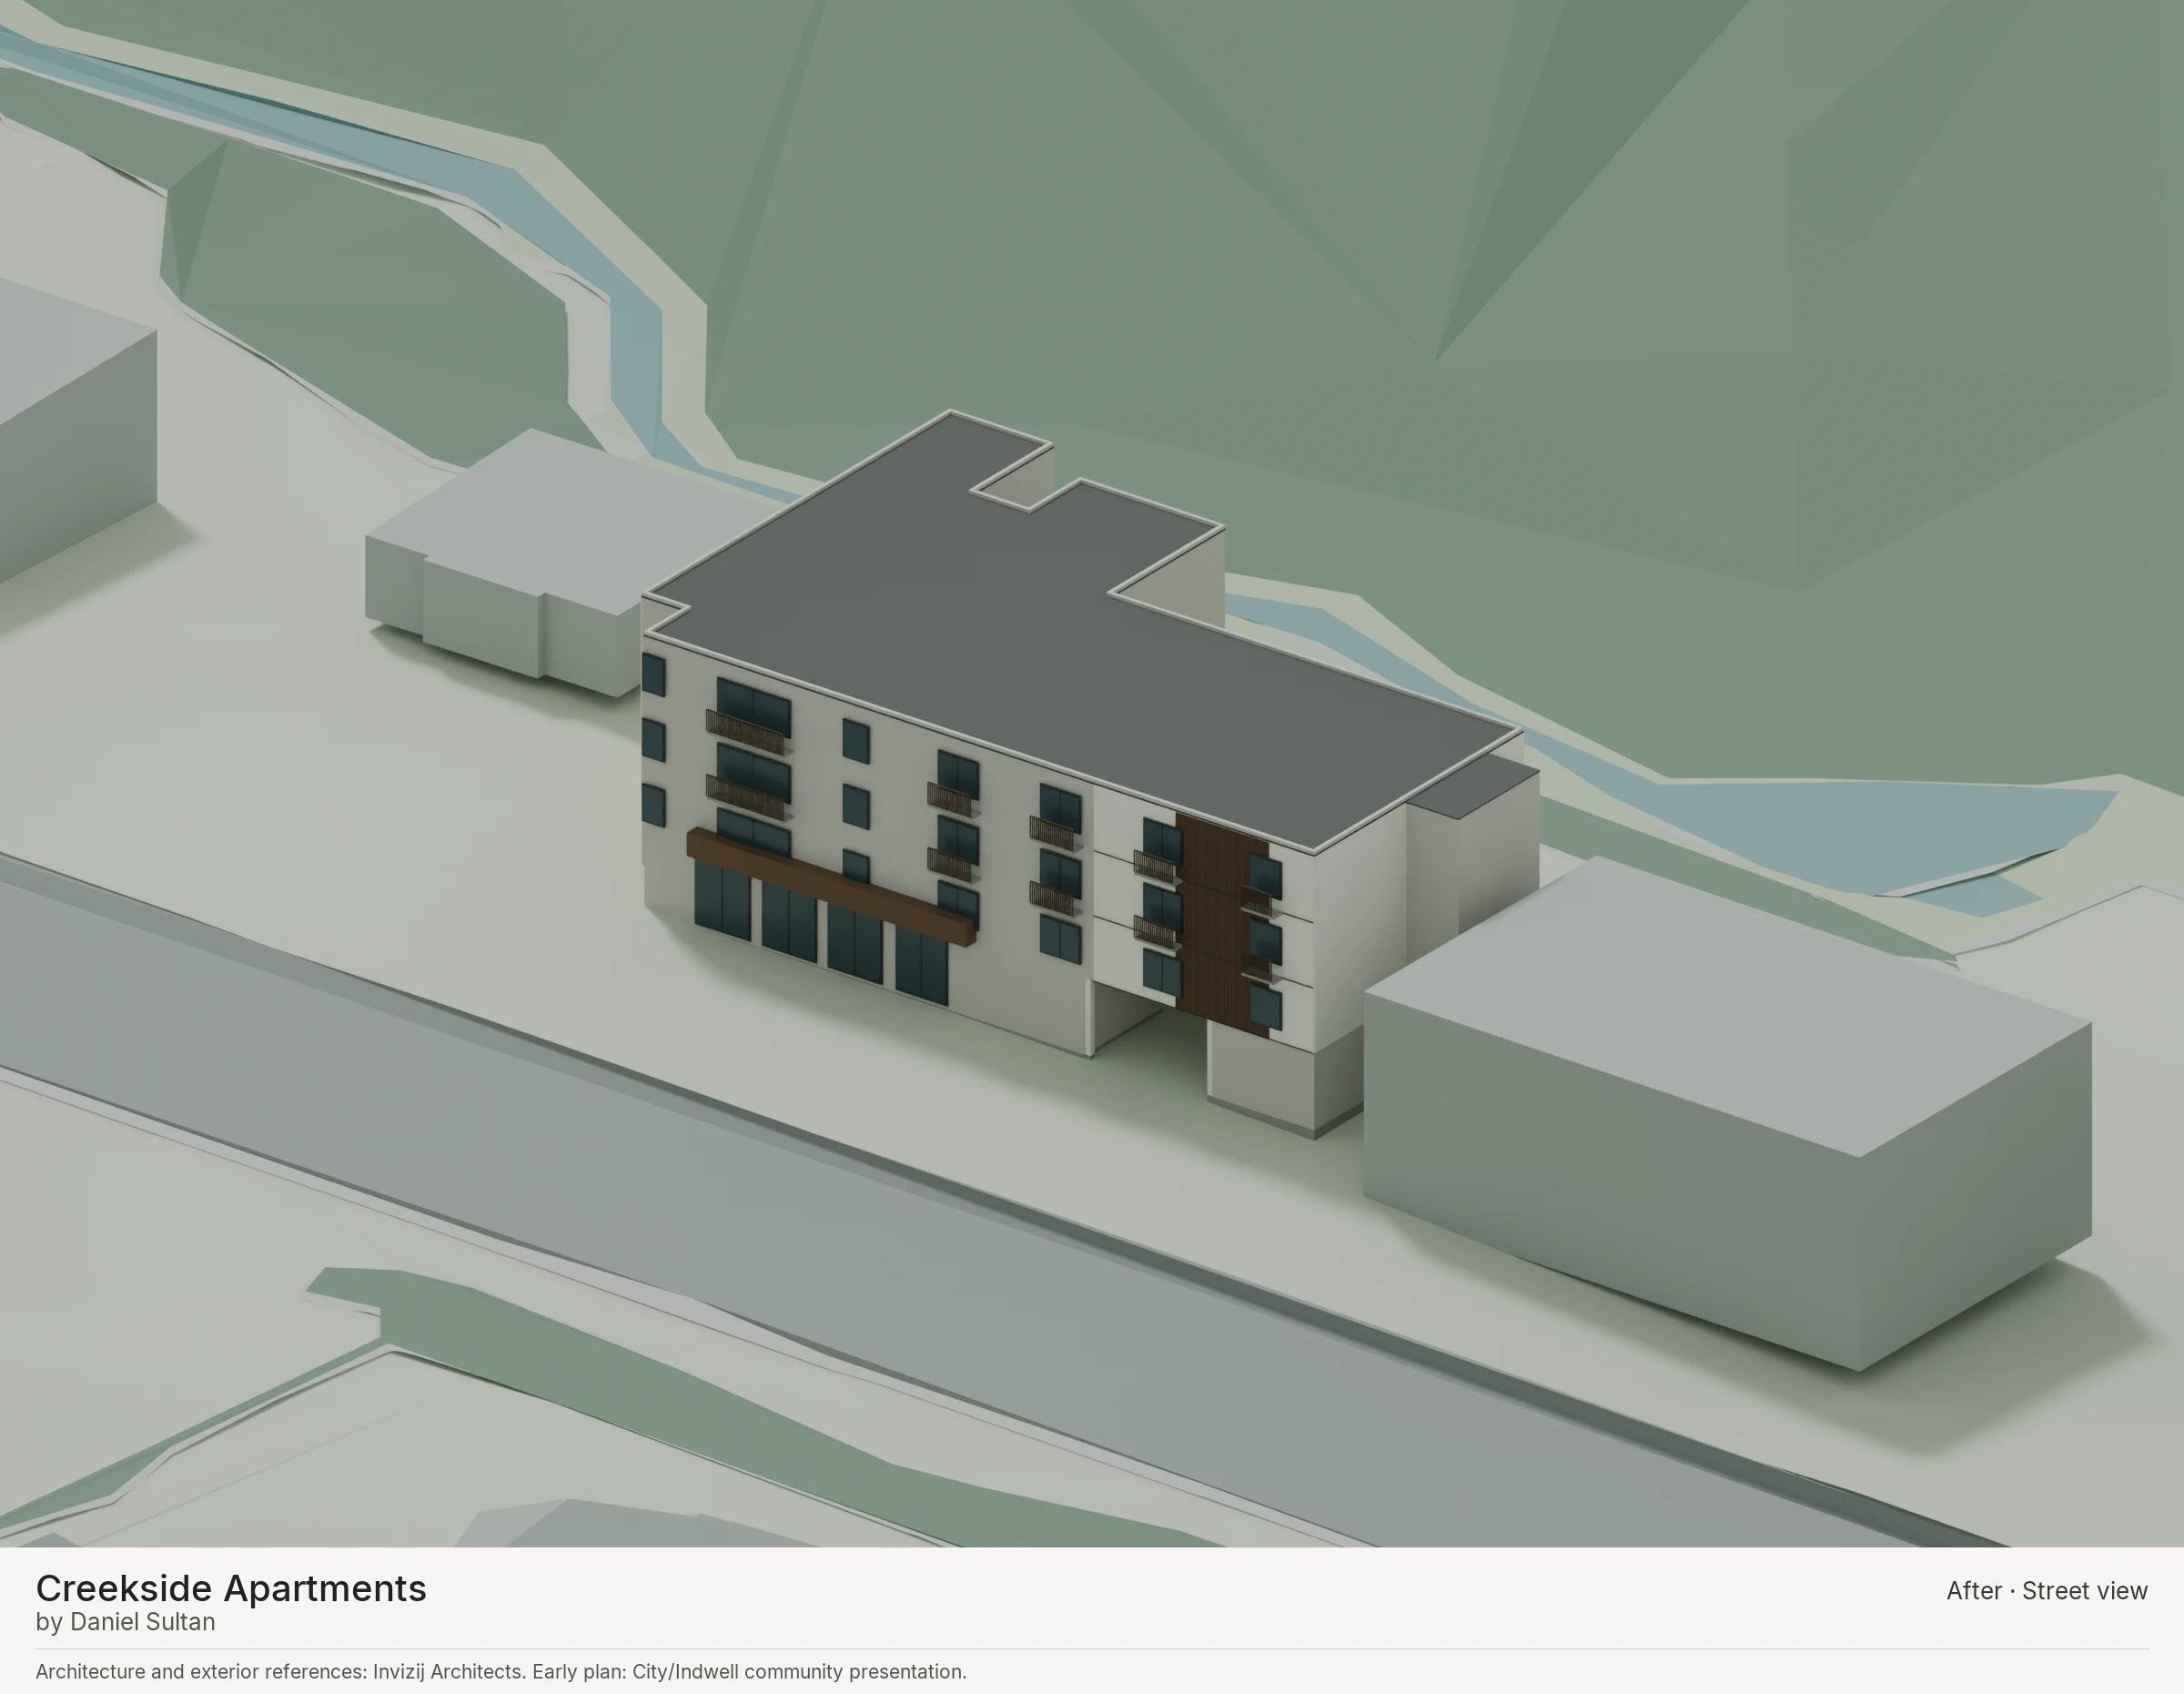 Creekside Apartments
After · Street view
by Daniel Sultan
Architecture and exterior references: Invizij Architects. Early plan: City/Indwell community presentation.